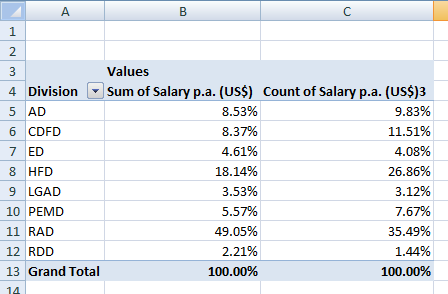 A B C
1
2
3 Values
4 Division Sum of Salary p.a. (US$) Count of Salary p.a. (US$)3
5 AD 8.53% 9.83%
6 CDFD 8.37% 11.51%
7 ED 4.61% 4.08%
8 HFD 18.14% 26.86%
9 LGAD 3.53% 3.12%
10 PEMD 5.57% 7.67%
11 RAD 49.05% 35.49%
12 RDD 2.21% 1.44%
13 Grand Total 100.00% 100.00%
14